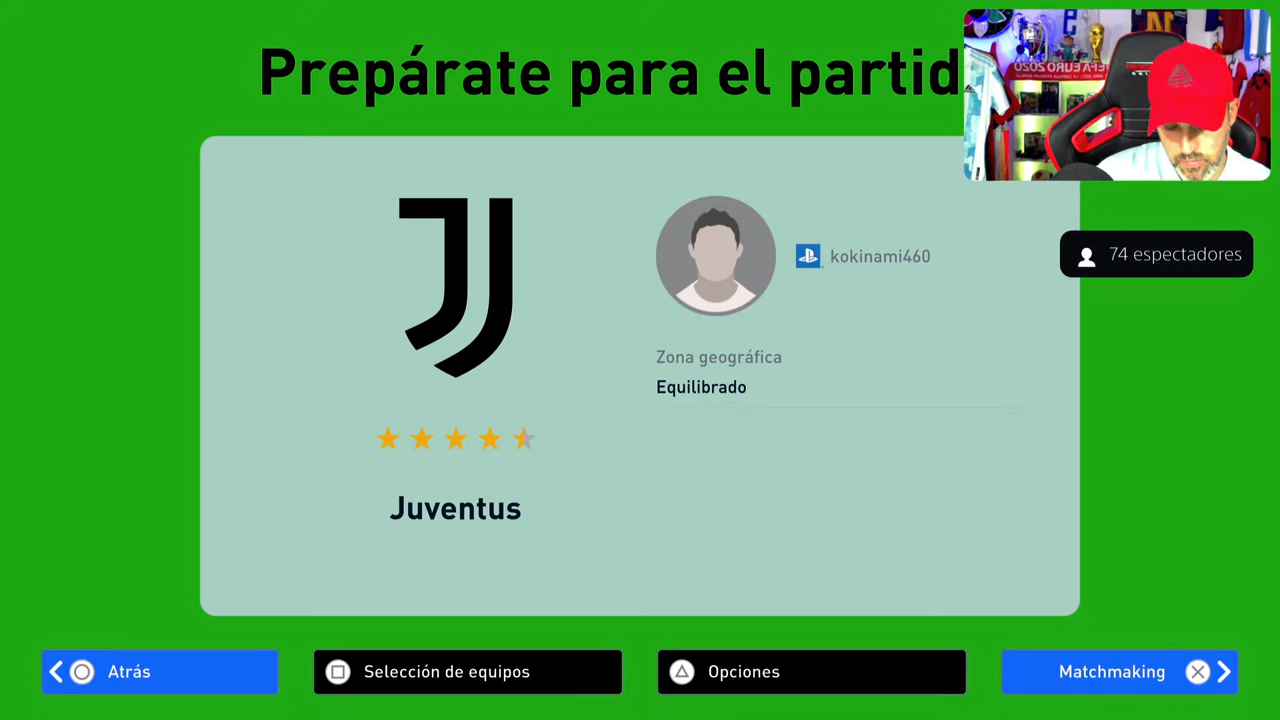 Prepárate para el partid
kokinami460
74 espectadores
Zona geográfica
Equilibrado
Juventus
Atrás
Selección de equipos
Opciones
Matchmaking